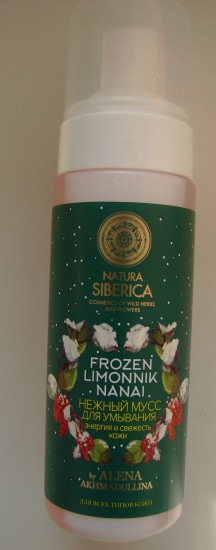 NATURA
SIBERICA
COSMETICS OF WILD HERBS
AND FLOWERS
FROZEN
LIMONNIK
NANAI
НЕЖНЫЙ МУСС
ДЛЯ УМЫВАНИЯ
энергия и свежесть
кожи
by ALENA
AKHMADULLINA
ДЛЯ ВСЕХ ТИПОВ КОЖИ